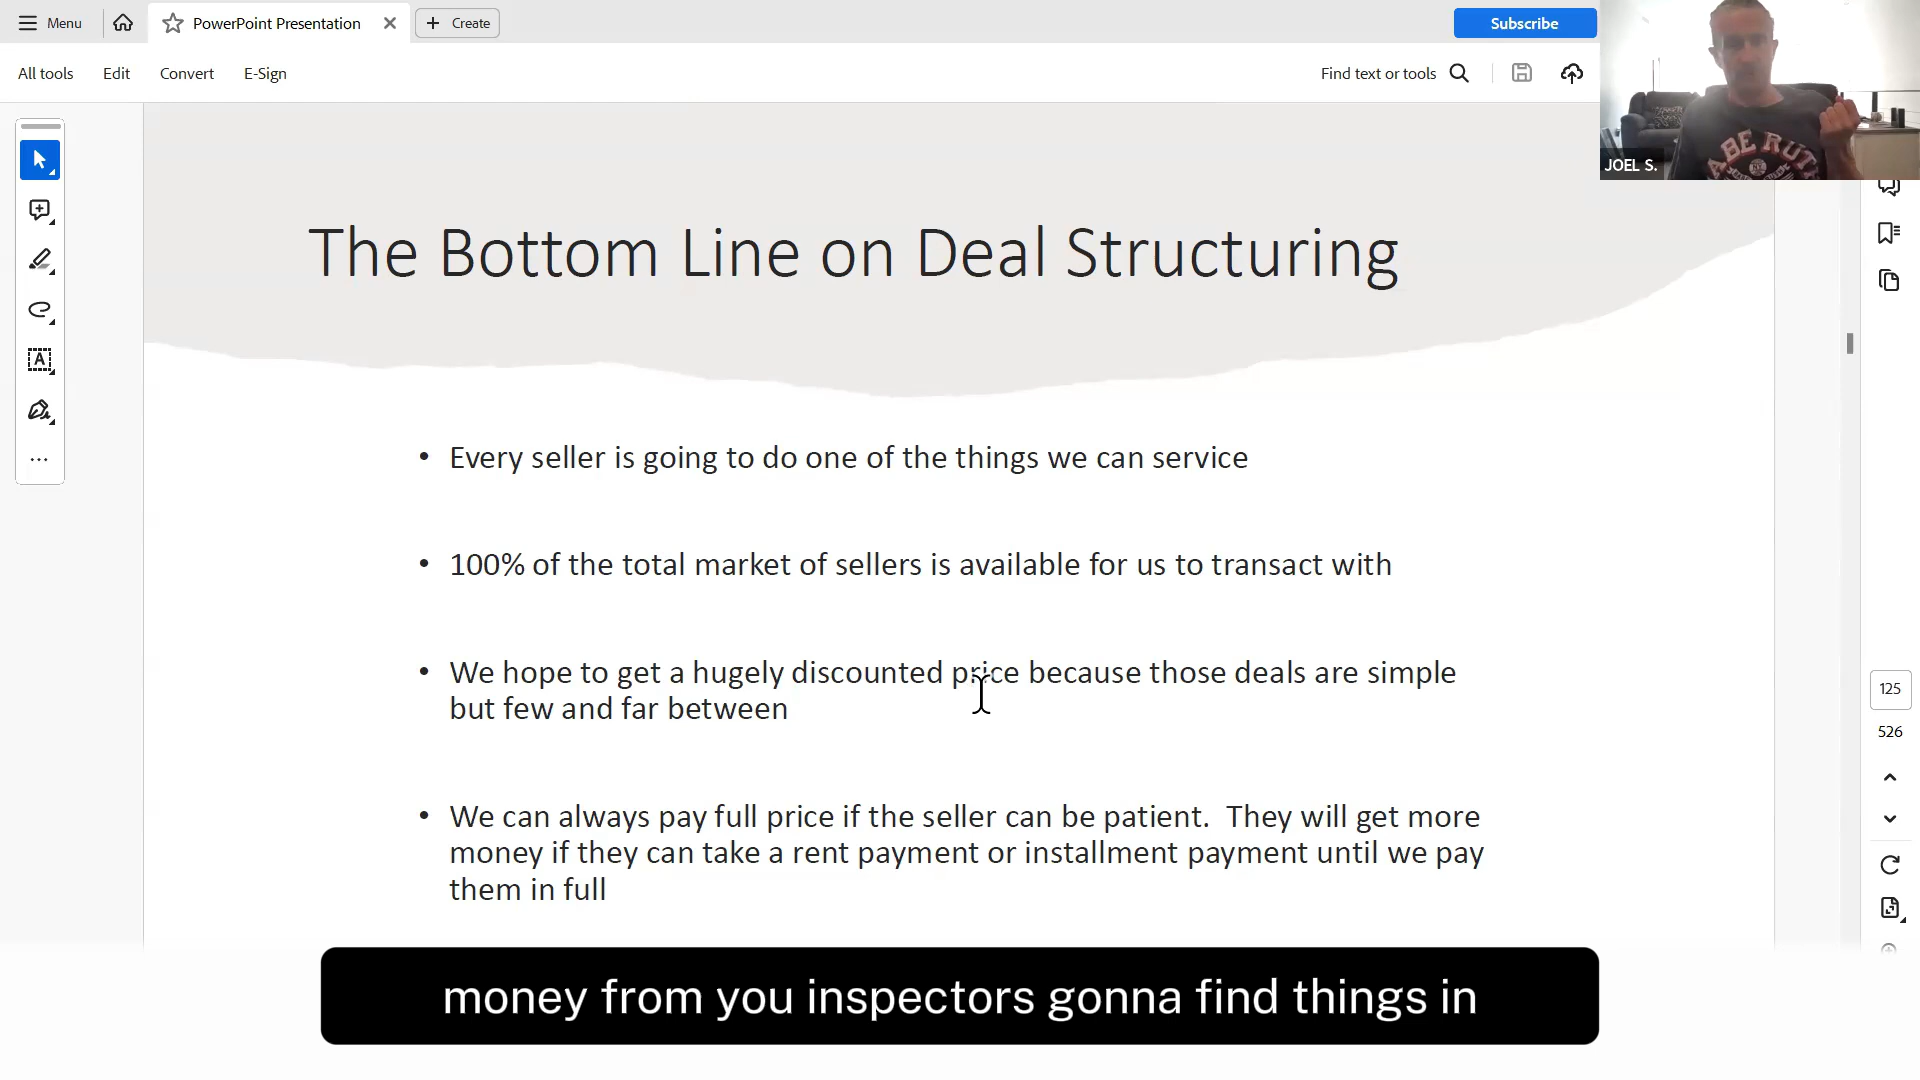 Menu
PowerPoint Presentation
Create
Subscribe
All tools
Edit
Convert
E-Sign
Find text or tools
JOEL S.
ABE RUT
The Bottom Line on Deal Structuring
• Every seller is going to do one of the things we can service
• 100% of the total market of sellers is available for us to transact with
• We hope to get a hugely discounted price because those deals are simple
but few and far between
• We can always pay full price if the seller can be patient.  They will get more
money if they can take a rent payment or installment payment until we pay
them in full
125
526
money from you inspectors gonna find things in